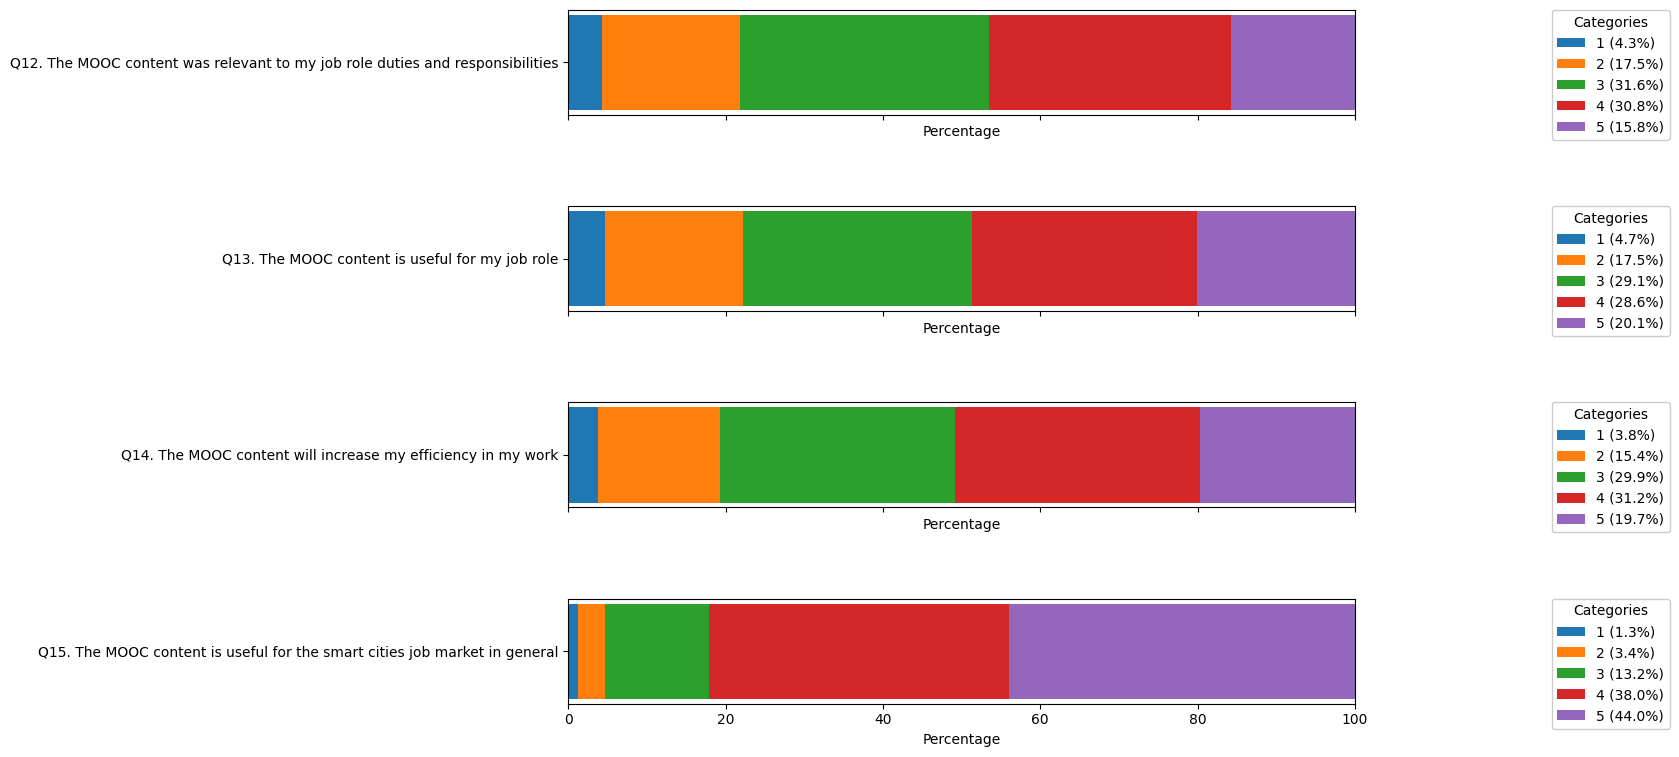 Q12. The MOOC content was relevant to my job role duties and responsibilities
Percentage
Categories
1 (4.3%)
2 (17.5%)
3 (31.6%)
4 (30.8%)
5 (15.8%)
Q13. The MOOC content is useful for my job role
Percentage
Categories
1 (4.7%)
2 (17.5%)
3 (29.1%)
4 (28.6%)
5 (20.1%)
Q14. The MOOC content will increase my efficiency in my work
Percentage
Categories
1 (3.8%)
2 (15.4%)
3 (29.9%)
4 (31.2%)
5 (19.7%)
Q15. The MOOC content is useful for the smart cities job market in general
0 20 40 60 80 100
Percentage
Categories
1 (1.3%)
2 (3.4%)
3 (13.2%)
4 (38.0%)
5 (44.0%)